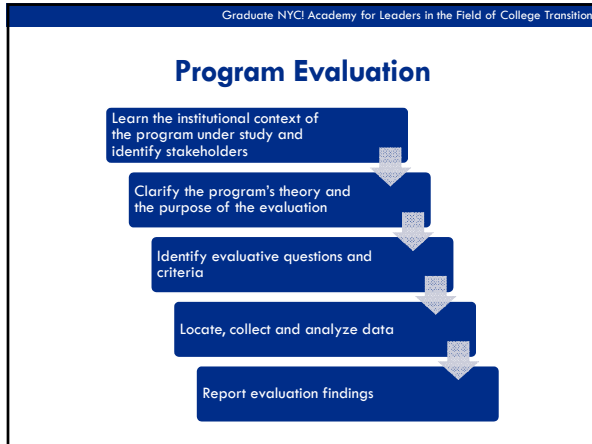 Graduate NYC! Academy for Leaders in the Field of College Transition
Program Evaluation
Learn the institutional context of
the program under study and
identify stakeholders
Clarify the program's theory and
the purpose of the evaluation
Identify evaluative questions and
criteria
Locate, collect and analyze data
Report evaluation findings